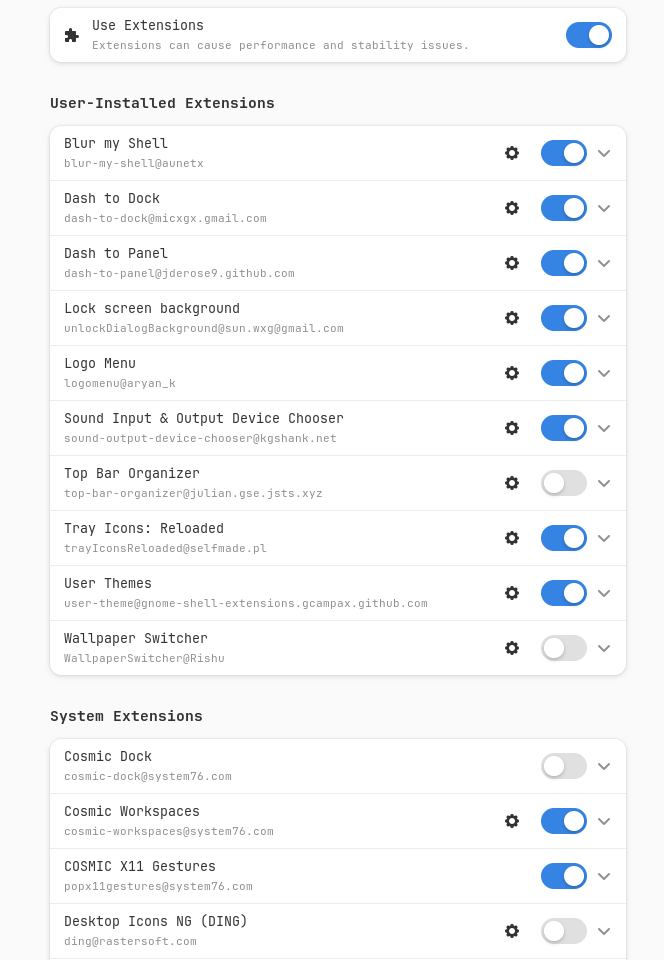 Use Extensions
Extensions can cause performance and stability issues.
User-Installed Extensions
Blur my Shell
blur-my-shell@aunetx
Dash to Dock
dash-to-dock@micxgx.gmail.com
Dash to Panel
dash-to-panel@jderose9.github.com
Lock screen background
unlockDialogBackground@sun.wxg@gmail.com
Logo Menu
logomenu@aryan_k
Sound Input & Output Device Chooser
sound-output-device-chooser@kgshank.net
Top Bar Organizer
top-bar-organizer@julian.gse.jsts.xyz
Tray Icons: Reloaded
trayIconsReloaded@selfmade.pl
User Themes
user-theme@gnome-shell-extensions.gcampax.github.com
Wallpaper Switcher
WallpaperSwitcher@Rishu
System Extensions
Cosmic Dock
cosmic-dock@system76.com
Cosmic Workspaces
cosmic-workspaces@system76.com
COSMIC X11 Gestures
popx11gestures@system76.com
Desktop Icons NG (DING)
ding@rastersoft.com